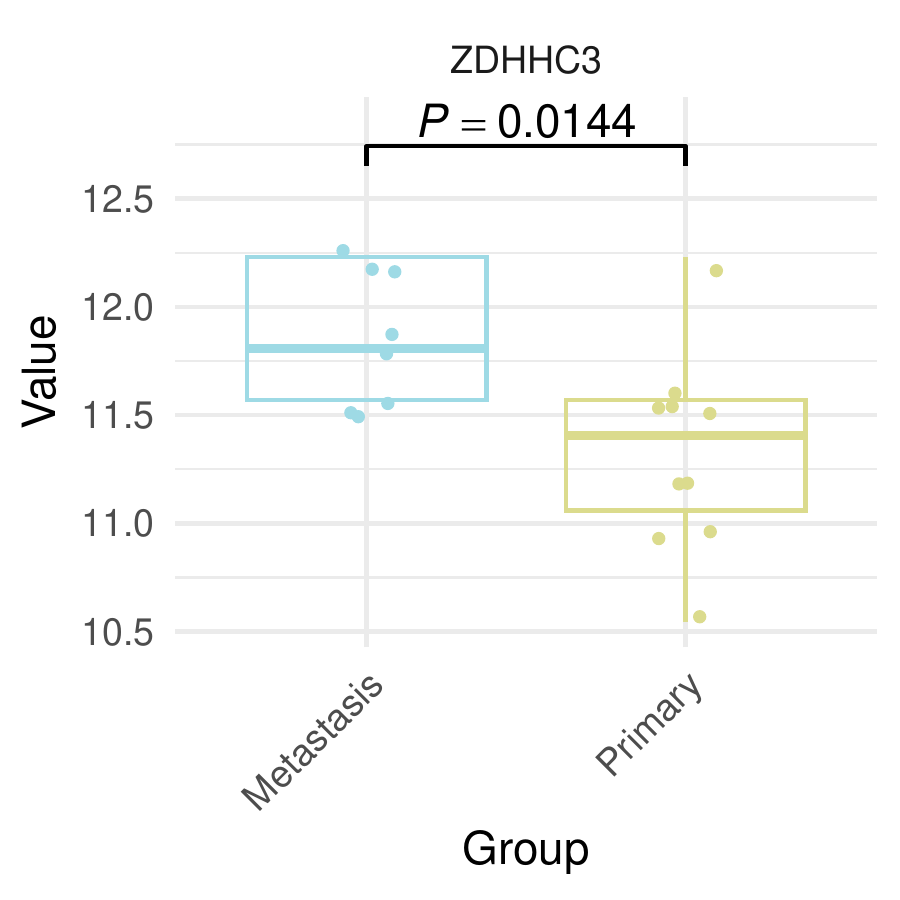 ZDHHC3
P = 0.0144
12.5
12.0
11.5
11.0
10.5
Value
Metastasis
Primary
Group